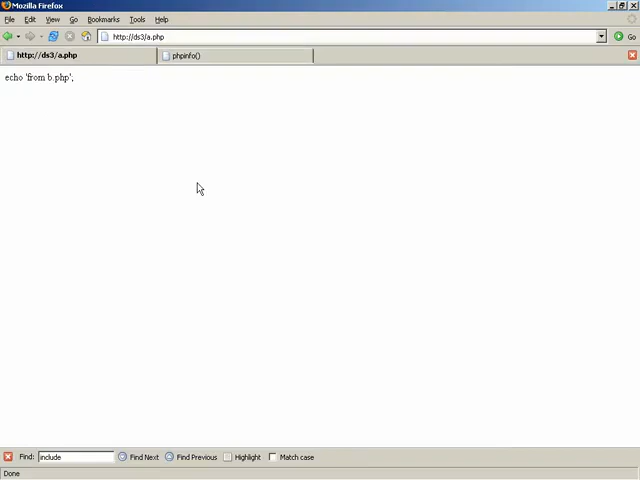 Mozilla Firefox
File Edit View Go Bookmarks Tools Help
http://ds3/a.php Go
http://ds3/a.php phpinfo()
echo 'from b.php';
Find: include Find Next Find Previous Highlight Match case
Done